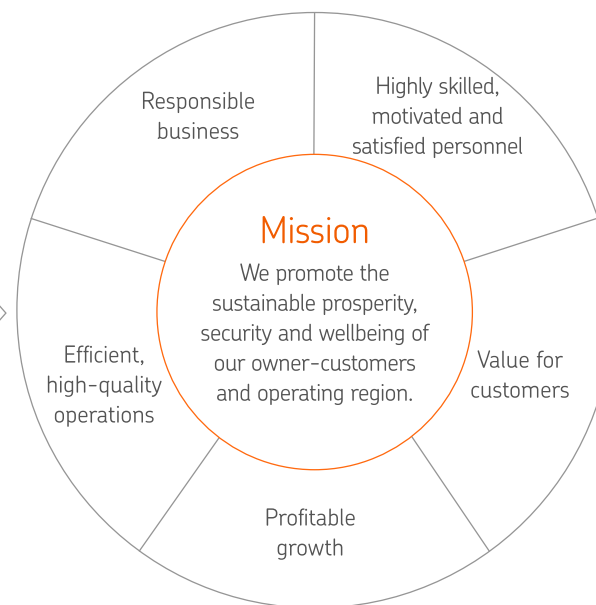 Responsible
business
Highly skilled,
motivated and
satisfied personnel
Mission
We promote the
sustainable prosperity,
security and wellbeing of
our owner-customers
and operating region.
Efficient,
high-quality
operations
Value for
customers
Profitable
growth